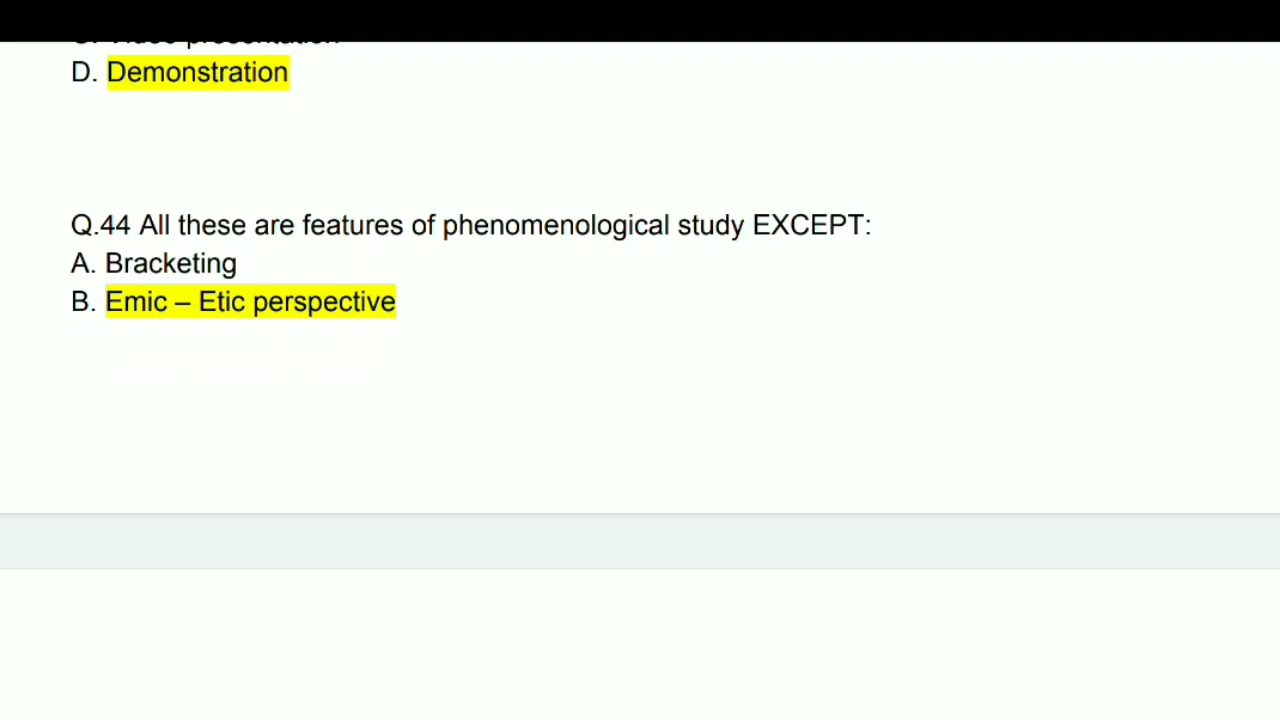 D. Demonstration
Q.44 All these are features of phenomenological study EXCEPT:
A. Bracketing
B. Emic – Etic perspective